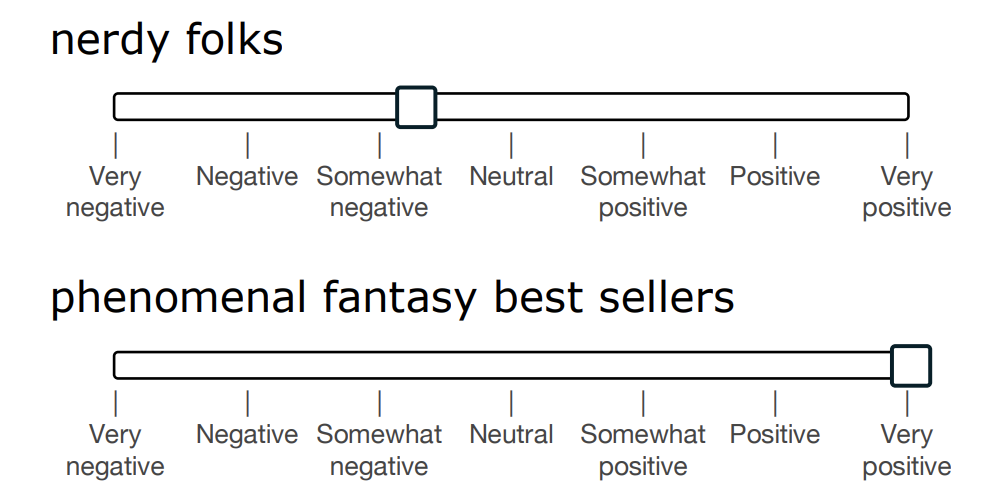 nerdy folks
| | | | | | |
Very Negative Somewhat Neutral Somewhat Positive Very
negative negative positive positive
phenomenal fantasy best sellers
| | | | | | |
Very Negative Somewhat Neutral Somewhat Positive Very
negative negative positive positive